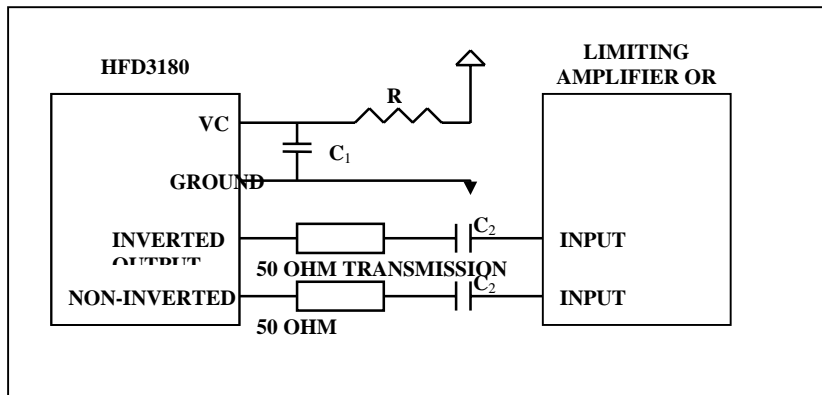 HFD3180
LIMITING
AMPLIFIER OR
VC
R
C₁
GROUND
INVERTED
OUTPUT
C₂
INPUT
50 OHM TRANSMISSION
NON-INVERTED
C₂
INPUT
50 OHM